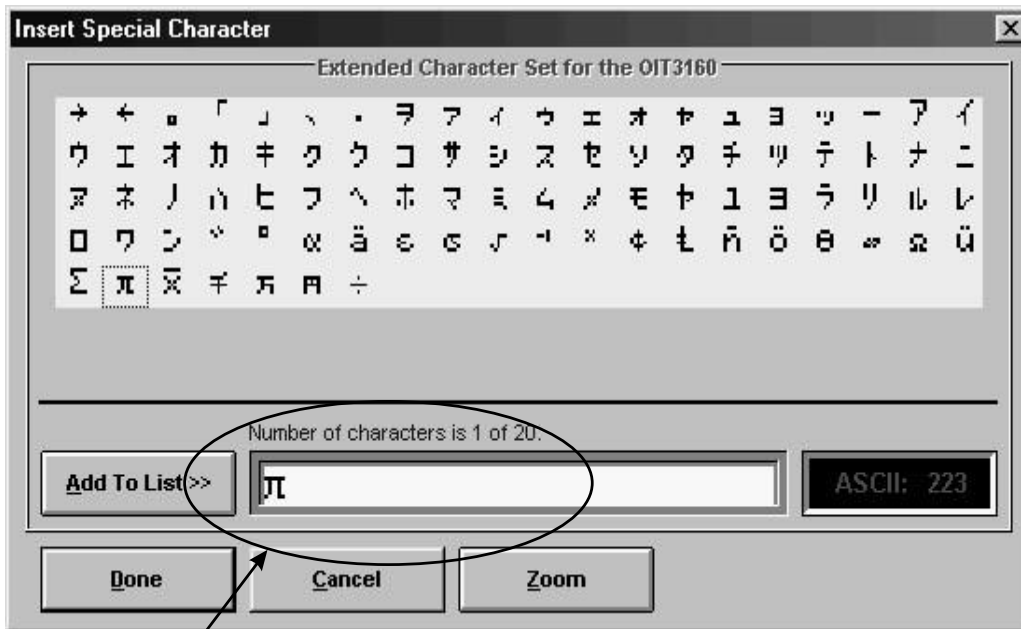 Insert Special Character
Extended Character Set for the OIT3160
→ ← 。 「 」 、 ・ ヲ ァ ィ ゥ ェ ォ ャ ュ ョ ッ ー ア イ
ウ エ オ カ キ ク ケ コ サ シ ス セ ソ タ チ ツ テ ト ナ ニ
ヌ ネ ノ ハ ヒ フ ヘ ホ マ ミ ム メ モ ヤ ユ ヨ ラ リ ル レ
ロ ワ ン ゛ ゜ α ä ε σ √ ⁻¹ ˣ ¢ ñ ö θ ∞ Ω ü
Σ π x̄ 千 万 円 ÷
Number of characters is 1 of 20.
Add To List >>
π
ASCII: 223
Done
Cancel
Zoom